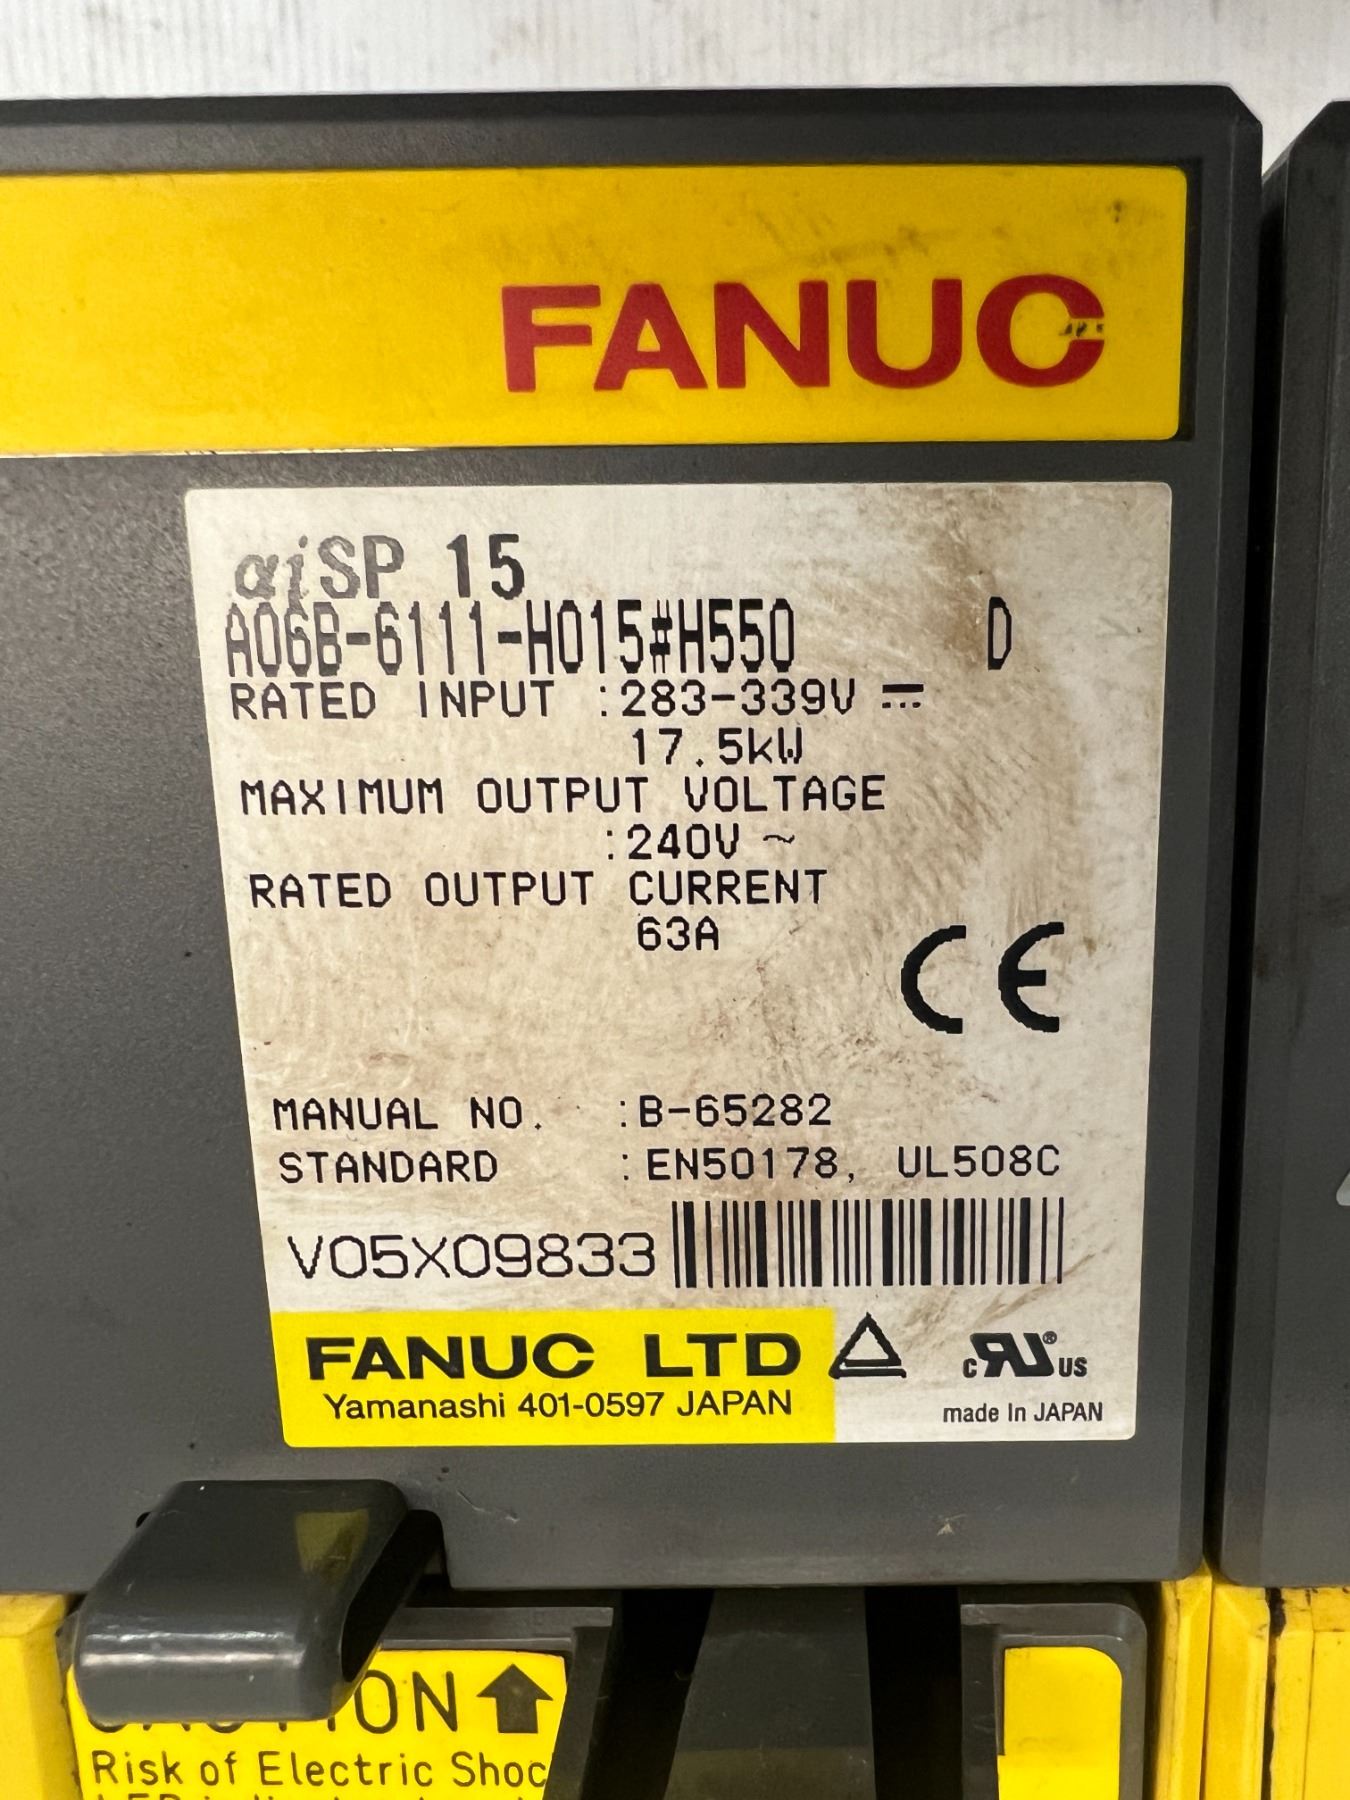 FANUC
αiSP 15
A06B-6111-H015#H550 D
RATED INPUT :283-339V ⎓
17.5kW
MAXIMUM OUTPUT VOLTAGE
:240V ~
RATED OUTPUT CURRENT
63A
CE
MANUAL NO. :B-65282
STANDARD :EN50178, UL508C
V05X09833
FANUC LTD
Yamanashi 401-0597 JAPAN
c RU ® US
made In JAPAN
Risk of Electric